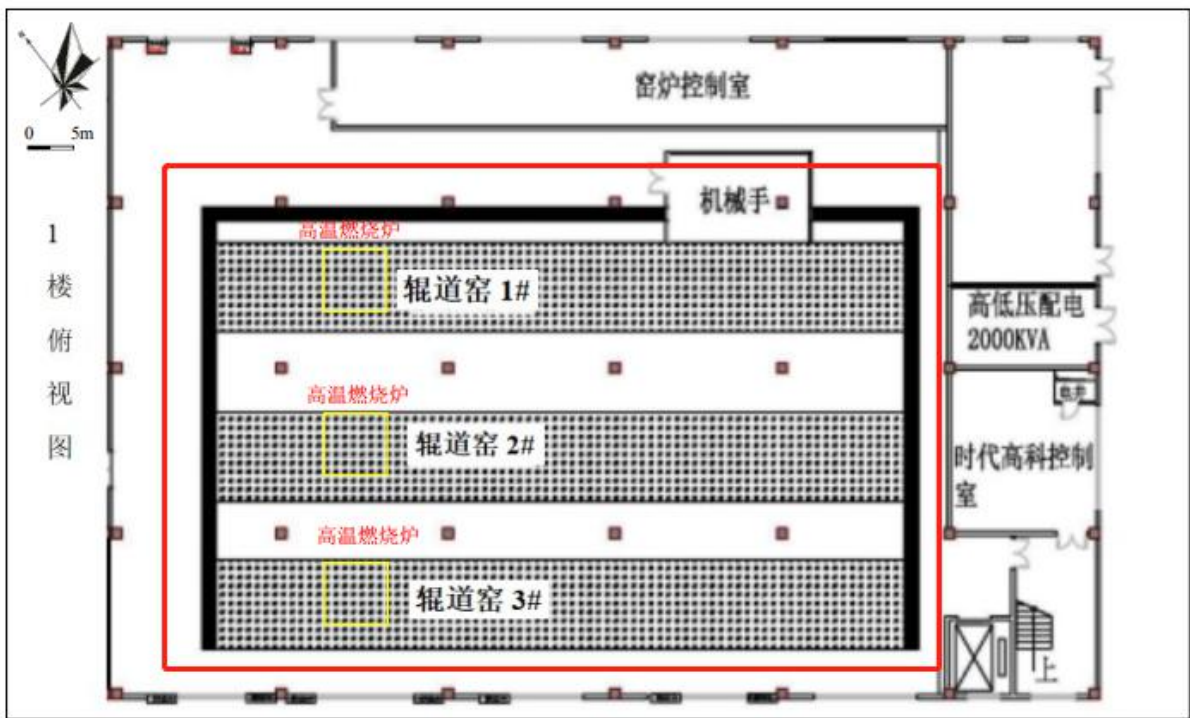 0 5m
1
楼
俯
视
图
窑炉控制室
机械手
高温燃烧炉
辊道窑 1#
高低压配电
2000KVA
高温燃烧炉
辊道窑 2#
时代高科控制
室
高温燃烧炉
辊道窑 3#
上